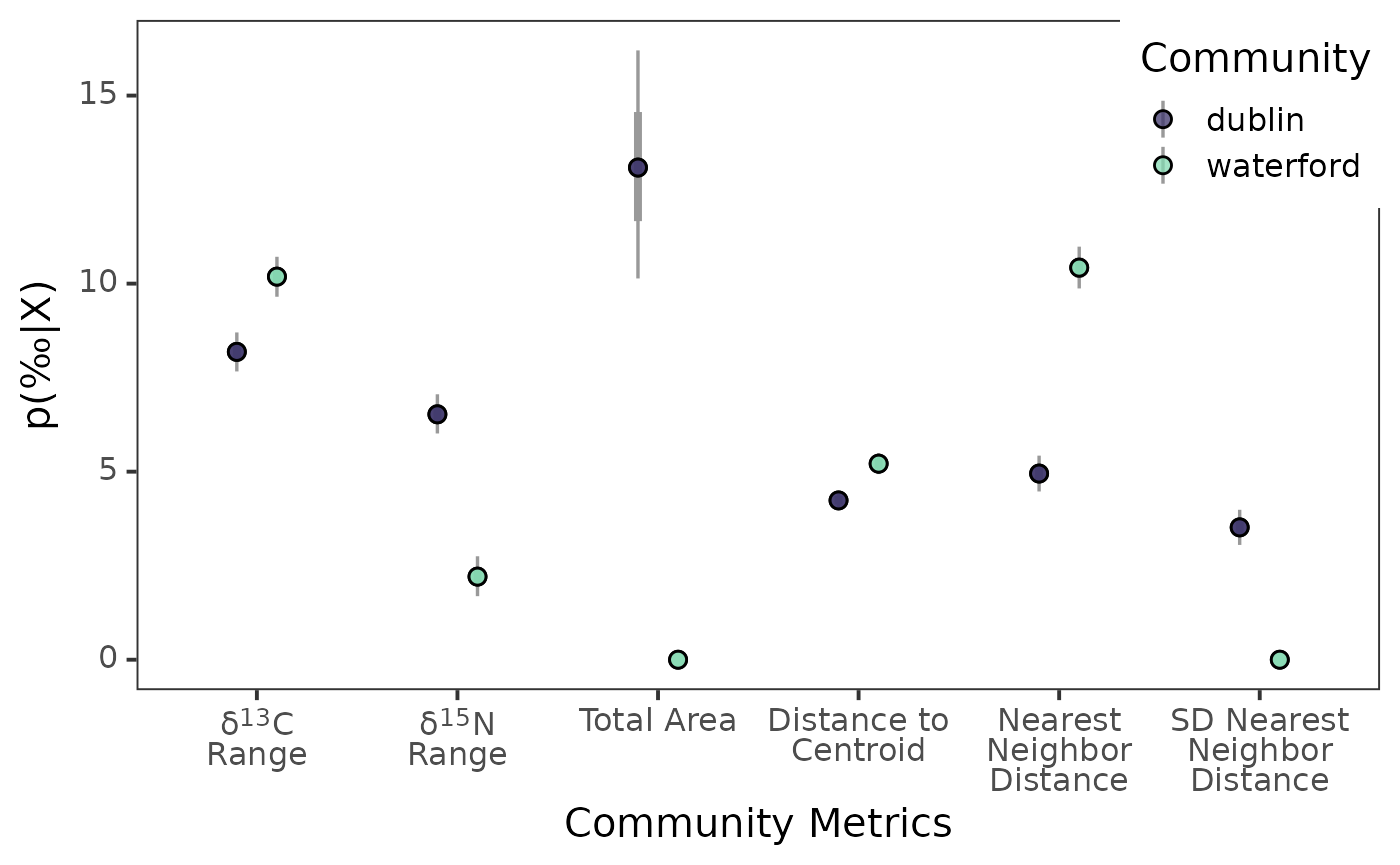 Community
dublin
waterford
p(‰|X)
15
10
5
0
δ¹³C
Range
δ¹⁵N
Range
Total Area
Distance to
Centroid
Nearest
Neighbor
Distance
SD Nearest
Neighbor
Distance
Community Metrics